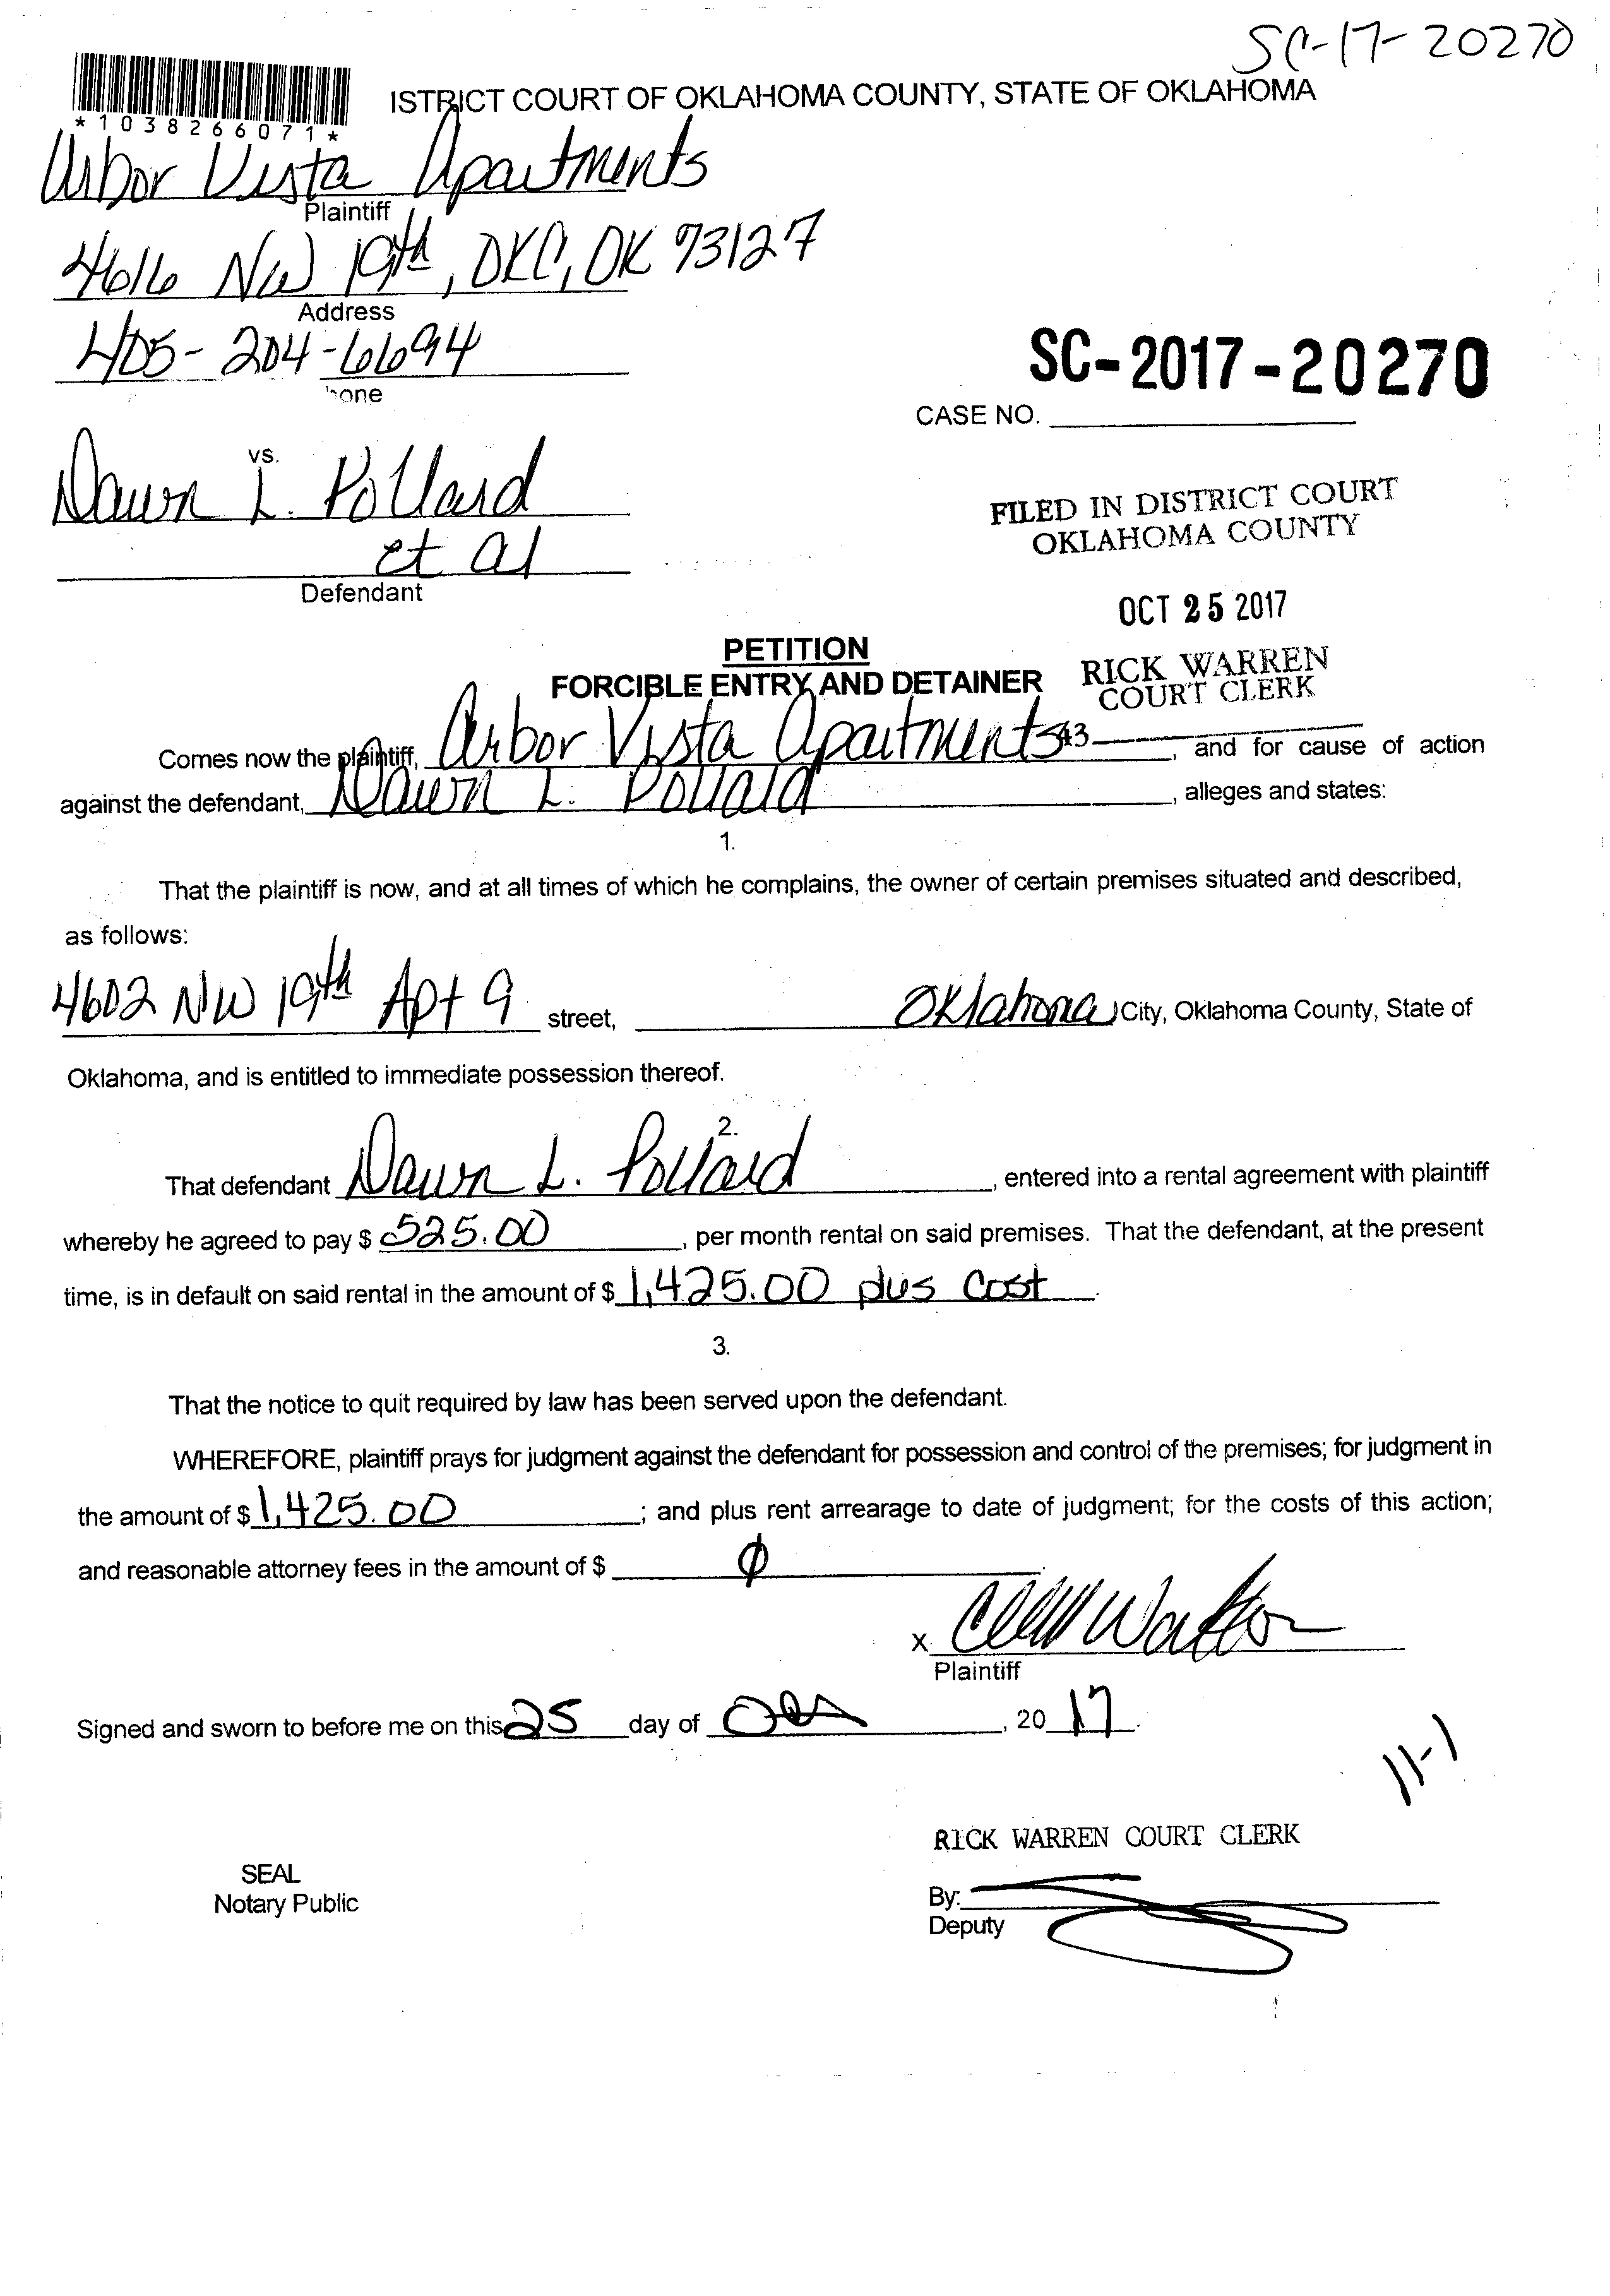 SC-17-20270
ISTRICT COURT OF OKLAHOMA COUNTY, STATE OF OKLAHOMA
*1038266071*
Arbor Vista Apartments
Plaintiff
4616 NW 19th, OKC, OK 73127
Address
405-204-6694
one
SC-2017-20270
CASE NO.
vs.
Dawn L. Pollard
et al
Defendant
FILED IN DISTRICT COURT
OKLAHOMA COUNTY
OCT 25 2017
RICK WARREN
COURT CLERK
43
PETITION
FORCIBLE ENTRY AND DETAINER
Comes now the plaintiff, Arbor Vista Apartments, and for cause of action
against the defendant, Dawn L. Pollard, alleges and states:
1.
That the plaintiff is now, and at all times of which he complains, the owner of certain premises situated and described,
as follows:
4602 NW 19th Apt 9 street, Oklahoma City, Oklahoma County, State of
Oklahoma, and is entitled to immediate possession thereof.
2.
That defendant Dawn L. Pollard, entered into a rental agreement with plaintiff
whereby he agreed to pay $ 525.00, per month rental on said premises. That the defendant, at the present
time, is in default on said rental in the amount of $ 1,425.00 plus cost.
3.
That the notice to quit required by law has been served upon the defendant.
WHEREFORE, plaintiff prays for judgment against the defendant for possession and control of the premises; for judgment in
the amount of $ 1,425.00; and plus rent arrearage to date of judgment; for the costs of this action;
and reasonable attorney fees in the amount of $ 0.
X
Plaintiff
Signed and sworn to before me on this 25 day of , 20 17.
11-1
RICK WARREN COURT CLERK
SEAL
Notary Public
By:
Deputy